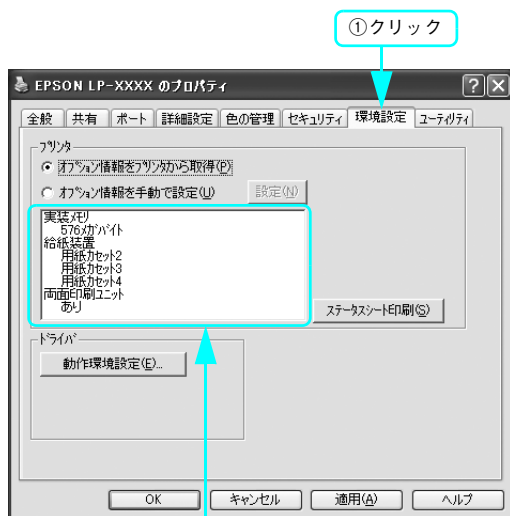 ①クリック
EPSON LP-XXXX のプロパティ
全般 共有 ポート 詳細設定 色の管理 セキュリティ 環境設定 ユーティリティ
プリンタ
オプション情報をプリンタから取得(P)
オプション情報を手動で設定(U) 設定(N)
実装メモリ
576メガバイト
給紙装置
用紙カセット2
用紙カセット3
用紙カセット4
両面印刷ユニット
あり
ステータスシート印刷(S)
ドライバ
動作環境設定(E)...
OK キャンセル 適用(A) ヘルプ